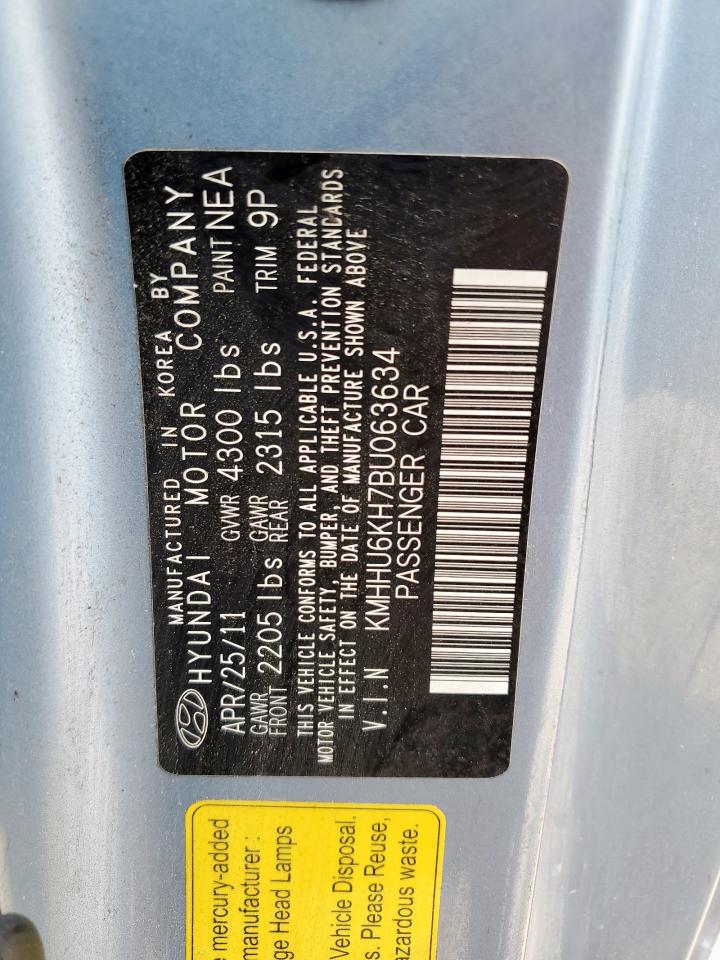 MANUFACTURED IN KOREA BY
HYUNDAI MOTOR COMPANY
APR/25/11 GVWR 4300 lbs PAINT NEA
GAWR FRONT 2205 lbs GAWR REAR 2315 lbs TRIM 9P
THIS VEHICLE CONFORMS TO ALL APPLICABLE U.S.A. FEDERAL
MOTOR VEHICLE SAFETY, BUMPER, AND THEFT PREVENTION STANDARDS
IN EFFECT ON THE DATE OF MANUFACTURE SHOWN ABOVE
V.I.N KMHHU6KH7BU063634
PASSENGER CAR
mercury-added
manufacturer :
Head Lamps
Vehicle Disposal.
Please Reuse,
waste.